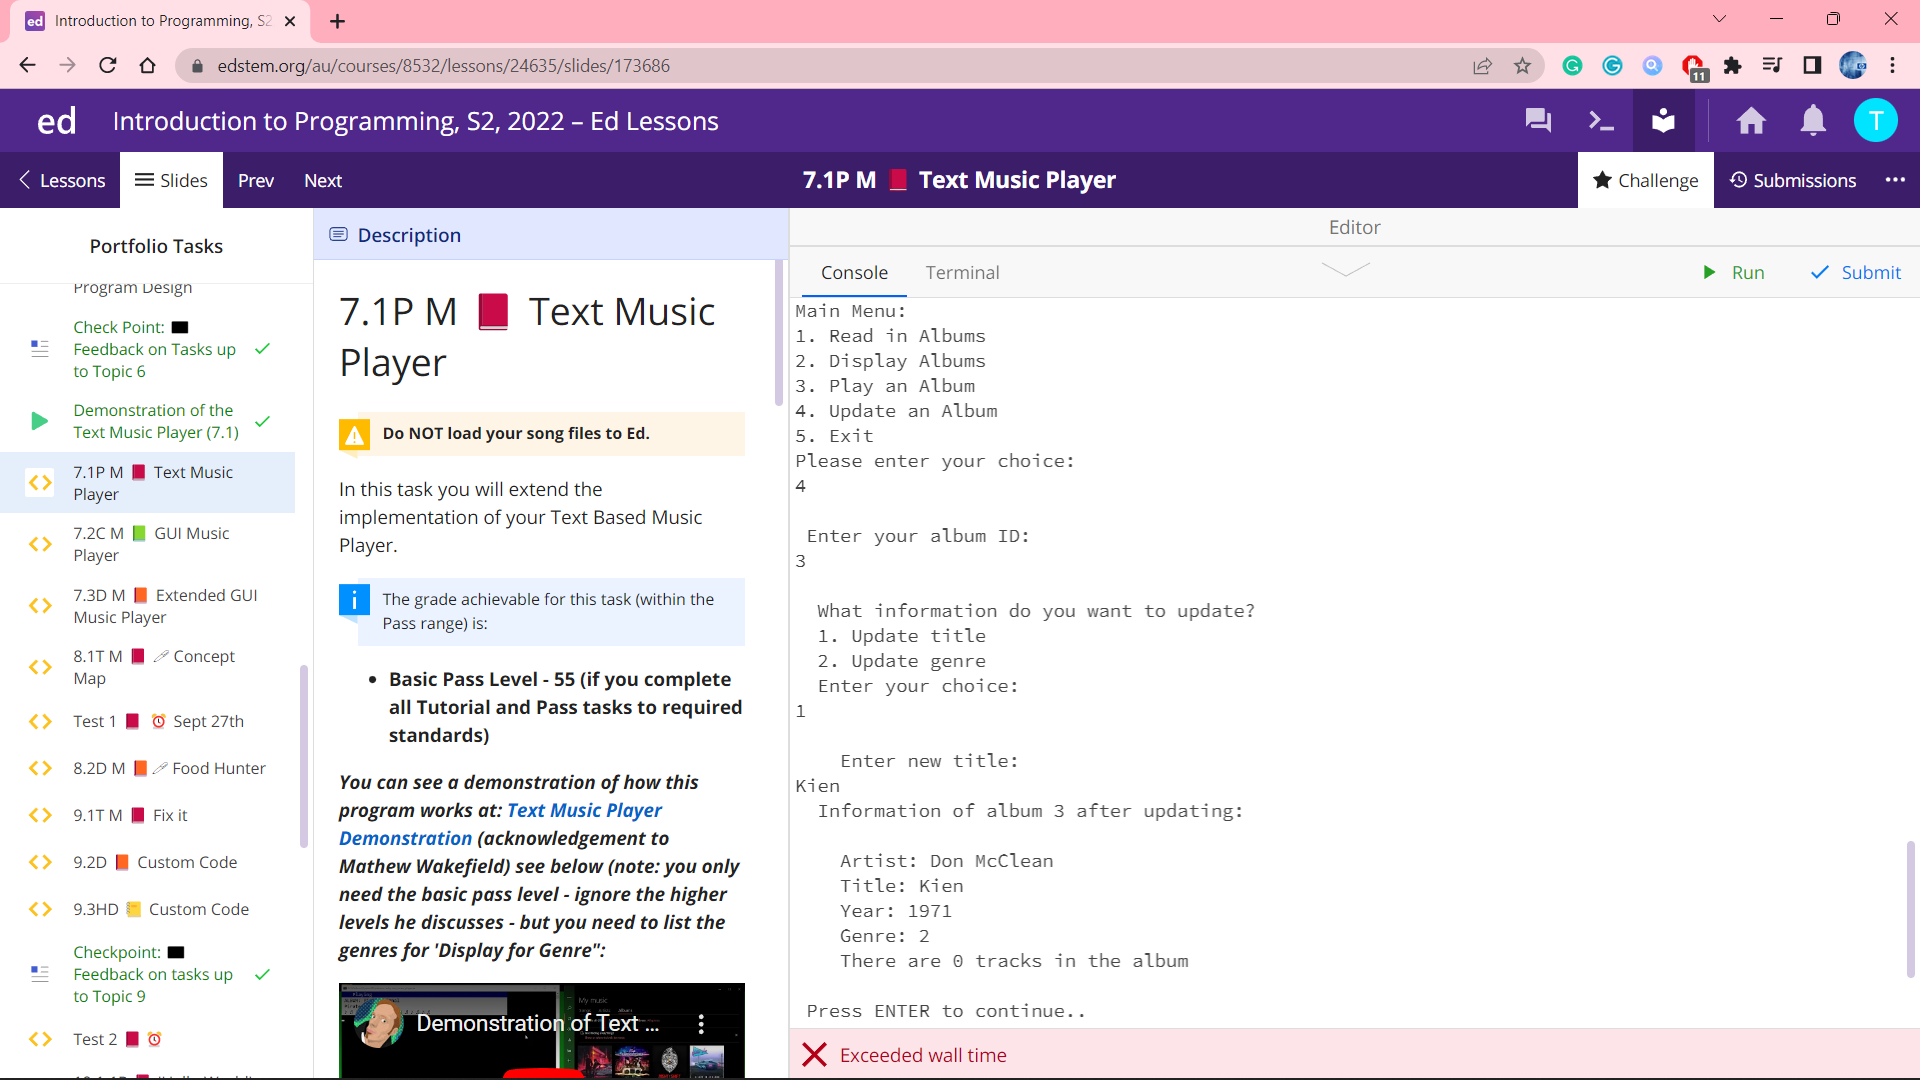 ed Introduction to Programming, S2
edstem.org/au/courses/8532/lessons/24635/slides/173686
11
ed Introduction to Programming, S2, 2022 – Ed Lessons
T
Lessons
Slides
Prev
Next
7.1P M Text Music Player
Challenge
Submissions
Portfolio Tasks
Program Design
Check Point:
Feedback on Tasks up
to Topic 6
Demonstration of the
Text Music Player (7.1)
7.1P M Text Music
Player
7.2C M GUI Music
Player
7.3D M Extended GUI
Music Player
8.1T M Concept
Map
Test 1 Sept 27th
8.2D M Food Hunter
9.1T M Fix it
9.2D Custom Code
9.3HD Custom Code
Checkpoint:
Feedback on tasks up
to Topic 9
Test 2
Description
7.1P M Text Music
Player
Do NOT load your song files to Ed.
In this task you will extend the
implementation of your Text Based Music
Player.
The grade achievable for this task (within the
Pass range) is:
• Basic Pass Level - 55 (if you complete
all Tutorial and Pass tasks to required
standards)
You can see a demonstration of how this
program works at: Text Music Player
Demonstration (acknowledgement to
Mathew Wakefield) see below (note: you only
need the basic pass level - ignore the higher
levels he discusses - but you need to list the
genres for 'Display for Genre":
Demonstration of Text ...
My music
Editor
Console
Terminal
Run
Submit
Main Menu:
1. Read in Albums
2. Display Albums
3. Play an Album
4. Update an Album
5. Exit
Please enter your choice:
4
Enter your album ID:
3
What information do you want to update?
1. Update title
2. Update genre
Enter your choice:
1
Enter new title:
Kien
Information of album 3 after updating:
Artist: Don McClean
Title: Kien
Year: 1971
Genre: 2
There are 0 tracks in the album
Press ENTER to continue..
Exceeded wall time